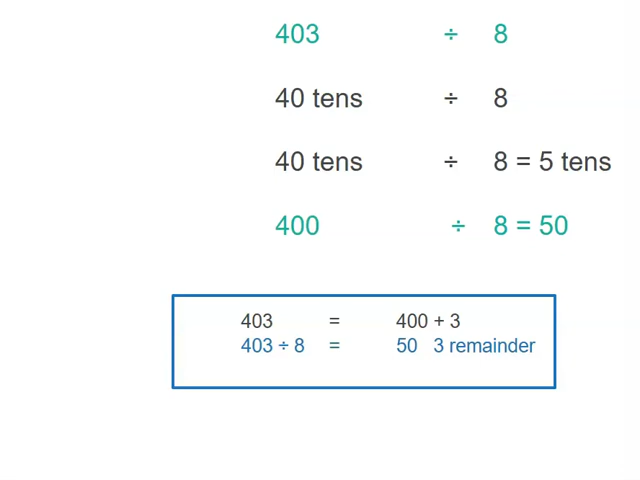 403 ÷ 8
40 tens ÷ 8
40 tens ÷ 8 = 5 tens
400 ÷ 8 = 50
403 = 400 + 3
403 ÷ 8 = 50 3 remainder